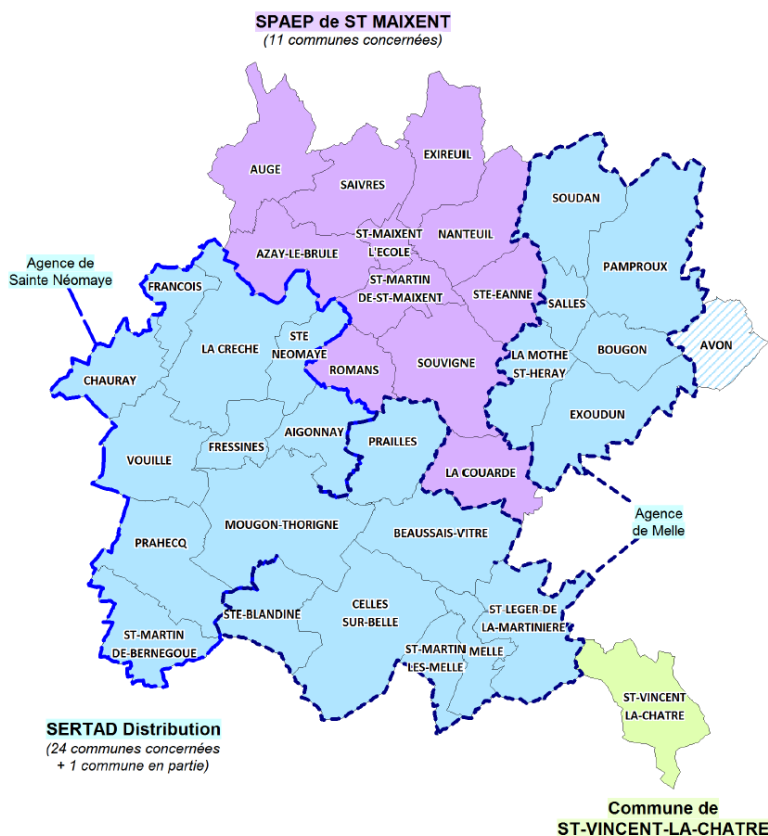 SPAEP de ST MAIXENT
(11 communes concernées)
EXIREUIL
AUGE
SAIVRES
SOUDAN
ST-MAIXENT
L'ECOLE
NANTEUIL
AZAY-LE-BRULE
PAMPROUX
Agence de
Sainte Néomaye
FRANCOIS
ST-MARTIN
DE-ST-MAIXENT
STE-EANNE
SALLES
STE
NEOMAYE
LA CRECHE
AVON
BOUGON
LA MOTHE
ST-HERAY
SOUVIGNE
ROMANS
CHAURAY
EXOUDUN
AIGONNAY
PRAILLES
FRESSINES
VOUILLE
LA COUARDE
Agence
de Melle
MOUGON-THORIGNE
BEAUSSAIS-VITRE
PRAHECQ
CELLES
SUR-BELLE
STE-BLANDINE
ST-LEGER-DE
LA-MARTINIERE
ST-MARTIN
DE-BERNEGOUE
ST-MARTIN
LES-MELLE
MELLE
ST-VINCENT
LA-CHATRE
SERTAD Distribution
(24 communes concernées
+ 1 commune en partie)
Commune de
ST-VINCENT-LA-CHATRE